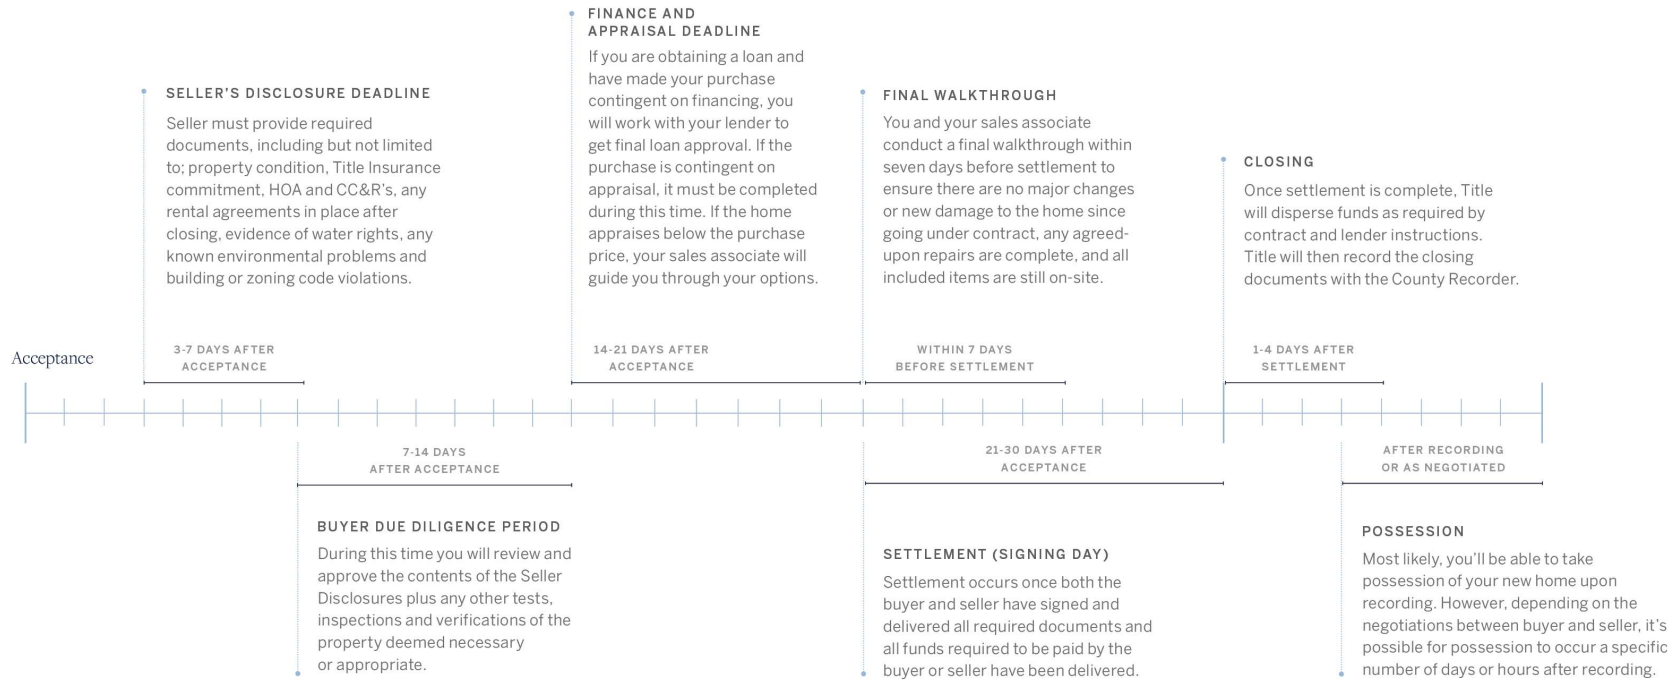 FINANCE AND
APPRAISAL DEADLINE
If you are obtaining a loan and
have made your purchase
contingent on financing, you
will work with your lender to
get final loan approval. If the
purchase is contingent on
appraisal, it must be completed
during this time. If the home
appraises below the purchase
price, your sales associate will
guide you through your options.
SELLER'S DISCLOSURE DEADLINE
Seller must provide required
documents, including but not limited
to; property condition, Title Insurance
commitment, HOA and CC&R's, any
rental agreements in place after
closing, evidence of water rights, any
known environmental problems and
building or zoning code violations.
FINAL WALKTHROUGH
You and your sales associate
conduct a final walkthrough within
seven days before settlement to
ensure there are no major changes
or new damage to the home since
going under contract, any agreed-
upon repairs are complete, and all
included items are still on-site.
CLOSING
Once settlement is complete, Title
will disperse funds as required by
contract and lender instructions.
Title will then record the closing
documents with the County Recorder.
Acceptance
3-7 DAYS AFTER
ACCEPTANCE
14-21 DAYS AFTER
ACCEPTANCE
WITHIN 7 DAYS
BEFORE SETTLEMENT
1-4 DAYS AFTER
SETTLEMENT
7-14 DAYS
AFTER ACCEPTANCE
21-30 DAYS AFTER
ACCEPTANCE
AFTER RECORDING
OR AS NEGOTIATED
BUYER DUE DILIGENCE PERIOD
During this time you will review and
approve the contents of the Seller
Disclosures plus any other tests,
inspections and verifications of the
property deemed necessary
or appropriate.
SETTLEMENT (SIGNING DAY)
Settlement occurs once both the
buyer and seller have signed and
delivered all required documents and
all funds required to be paid by the
buyer or seller have been delivered.
POSSESSION
Most likely, you'll be able to take
possession of your new home upon
recording. However, depending on the
negotiations between buyer and seller, it's
possible for possession to occur a specific
number of days or hours after recording.